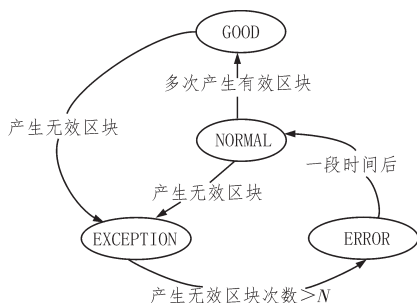 GOOD
多次产生有效区块
产生无效区块
NORMAL
一段时间后
产生无效区块
EXCEPTION
ERROR
产生无效区块次数>N